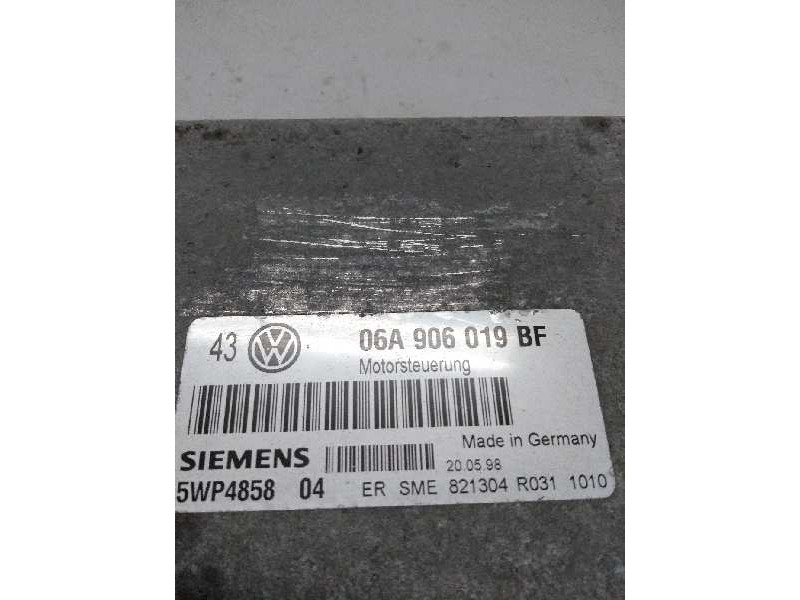 43 VW 06A 906 019 BF
Motorsteuerung
Made in Germany
SIEMENS 20.05.98
5WP4858 04 ER SME 821304 R031 1010